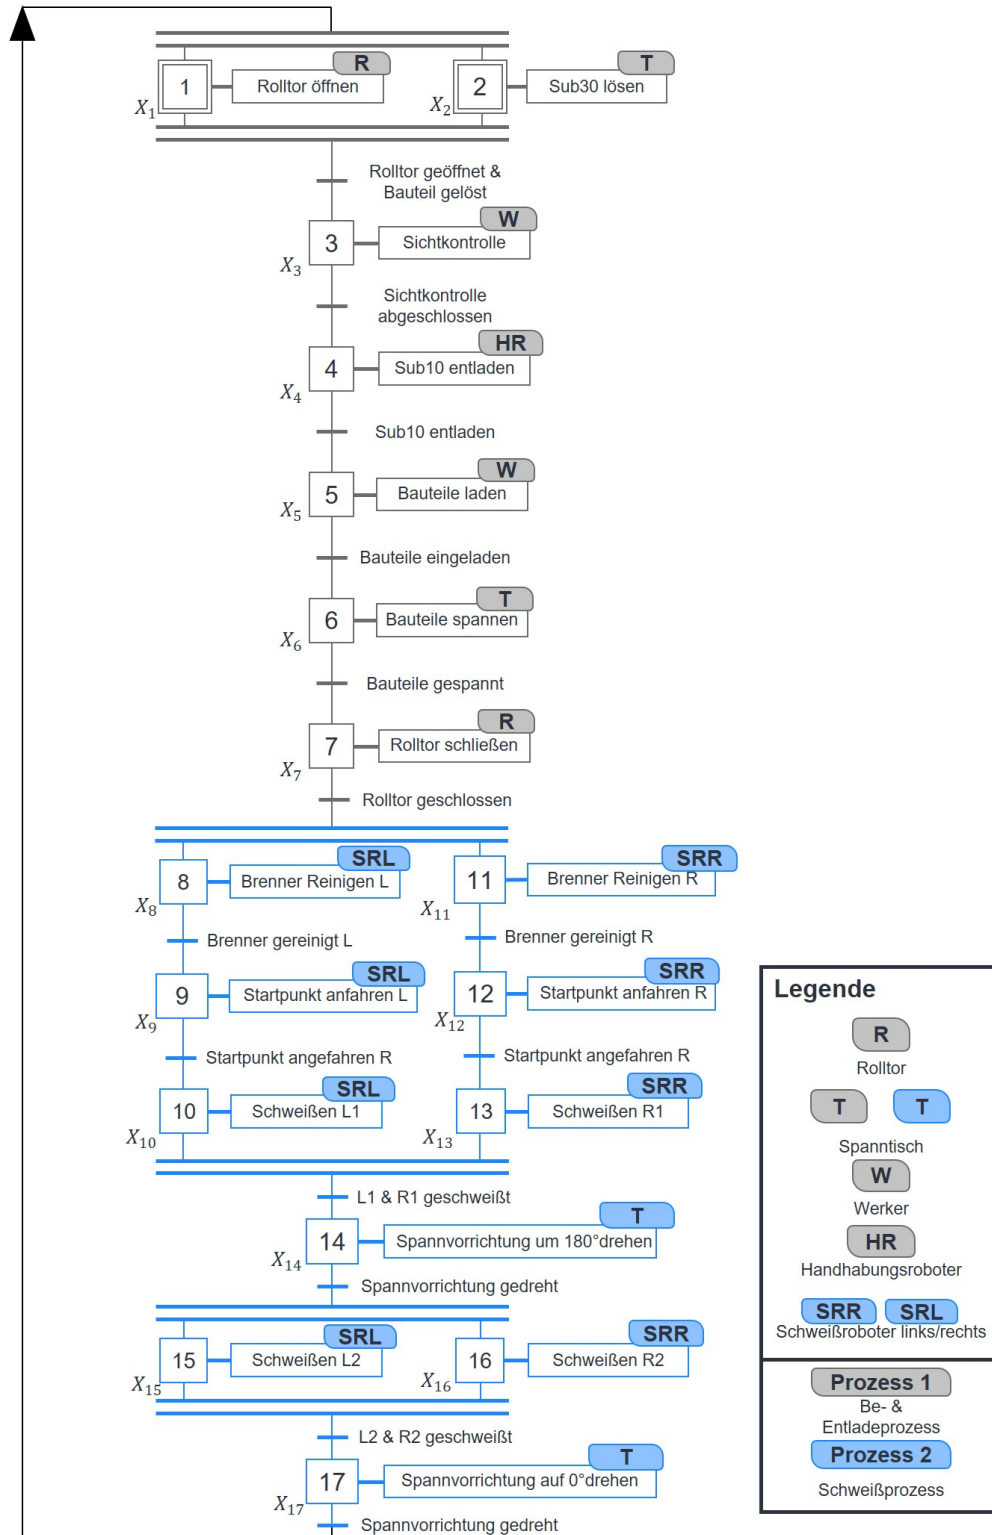 R
T
1
Rolltor öffnen
2
Sub30 lösen
X1
X2
Rolltor geöffnet &
Bauteil gelöst
W
3
Sichtkontrolle
X3
Sichtkontrolle
abgeschlossen
HR
4
Sub10 entladen
X4
Sub10 entladen
W
5
Bauteile laden
X5
Bauteile eingeladen
T
6
Bauteile spannen
X6
Bauteile gespannt
R
7
Rolltor schließen
X7
Rolltor geschlossen
SRL
SRR
8
Brenner Reinigen L
11
Brenner Reinigen R
X8
X11
Brenner gereinigt L
Brenner gereinigt R
SRL
SRR
9
Startpunkt anfahren L
12
Startpunkt anfahren R
X9
X12
Startpunkt angefahren R
Startpunkt angefahren R
SRL
SRR
10
Schweißen L1
13
Schweißen R1
X10
X13
L1 & R1 geschweißt
T
14
Spannvorrichtung um 180°drehen
X14
Spannvorrichtung gedreht
SRL
SRR
15
Schweißen L2
16
Schweißen R2
X15
X16
L2 & R2 geschweißt
T
17
Spannvorrichtung auf 0°drehen
X17
Spannvorrichtung gedreht
Legende
R
Rolltor
T T
Spanntisch
W
Werker
HR
Handhabungsroboter
SRR SRL
Schweißroboter links/rechts
Prozess 1
Be- &
Entladeprozess
Prozess 2
Schweißprozess